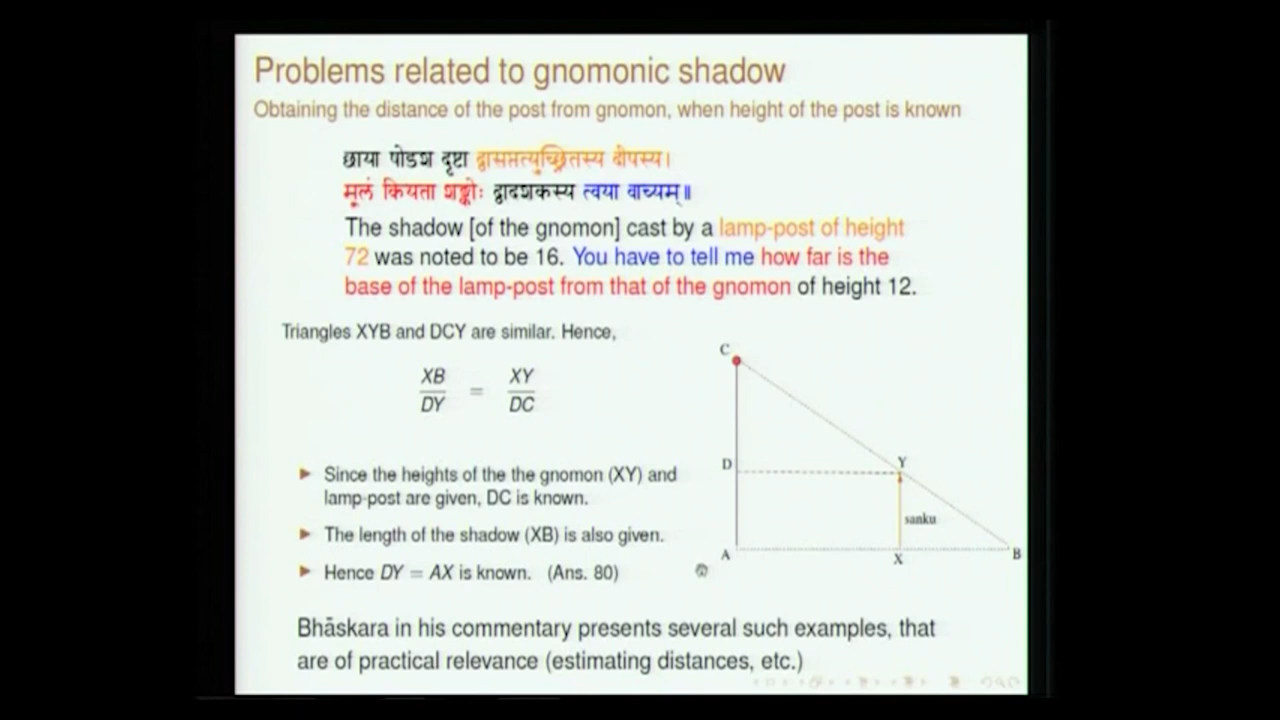 Problems related to gnomonic shadow
Obtaining the distance of the post from gnomon, when height of the post is known
छाया षोडश दृष्टा द्वासप्तत्युच्छ्रितस्य दीपस्य।
मूलं कियता शङ्कोः द्वादशकस्य त्वया वाच्यम्॥
The shadow [of the gnomon] cast by a lamp-post of height
72 was noted to be 16. You have to tell me how far is the
base of the lamp-post from that of the gnomon of height 12.
Triangles XYB and DCY are similar. Hence,
XB XY
= 
DY DC
Since the heights of the the gnomon (XY) and
lamp-post are given, DC is known.
The length of the shadow (XB) is also given.
Hence DY = AX is known. (Ans. 80)
C
D
Y
sanku
A
X
B
Bhāskara in his commentary presents several such examples, that
are of practical relevance (estimating distances, etc.)